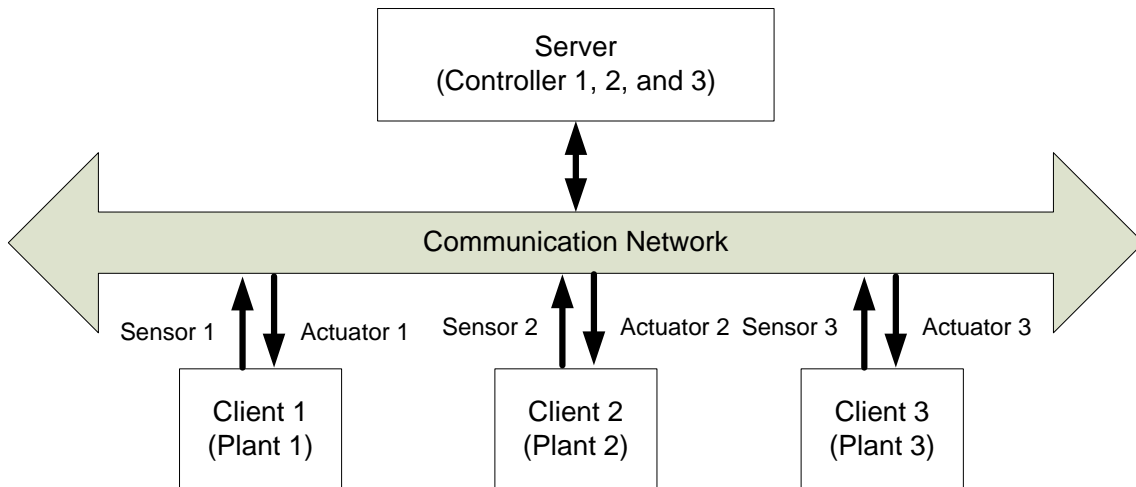 Server
(Controller 1, 2, and 3)
Communication Network
Sensor 1
Actuator 1
Sensor 2
Actuator 2
Sensor 3
Actuator 3
Client 1
(Plant 1)
Client 2
(Plant 2)
Client 3
(Plant 3)